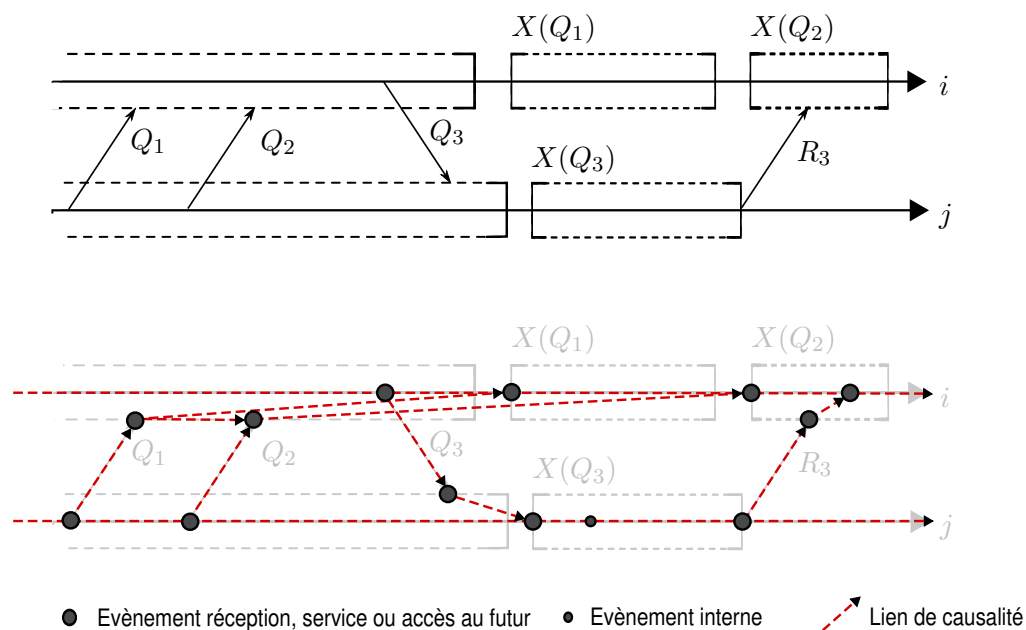 X(Q₁) X(Q₂)
i
Q₁ Q₂ Q₃ R₃
X(Q₃)
j
X(Q₁) X(Q₂)
i
Q₁ Q₂ Q₃ R₃
X(Q₃)
j
Evènement réception, service ou accès au futur Evènement interne Lien de causalité